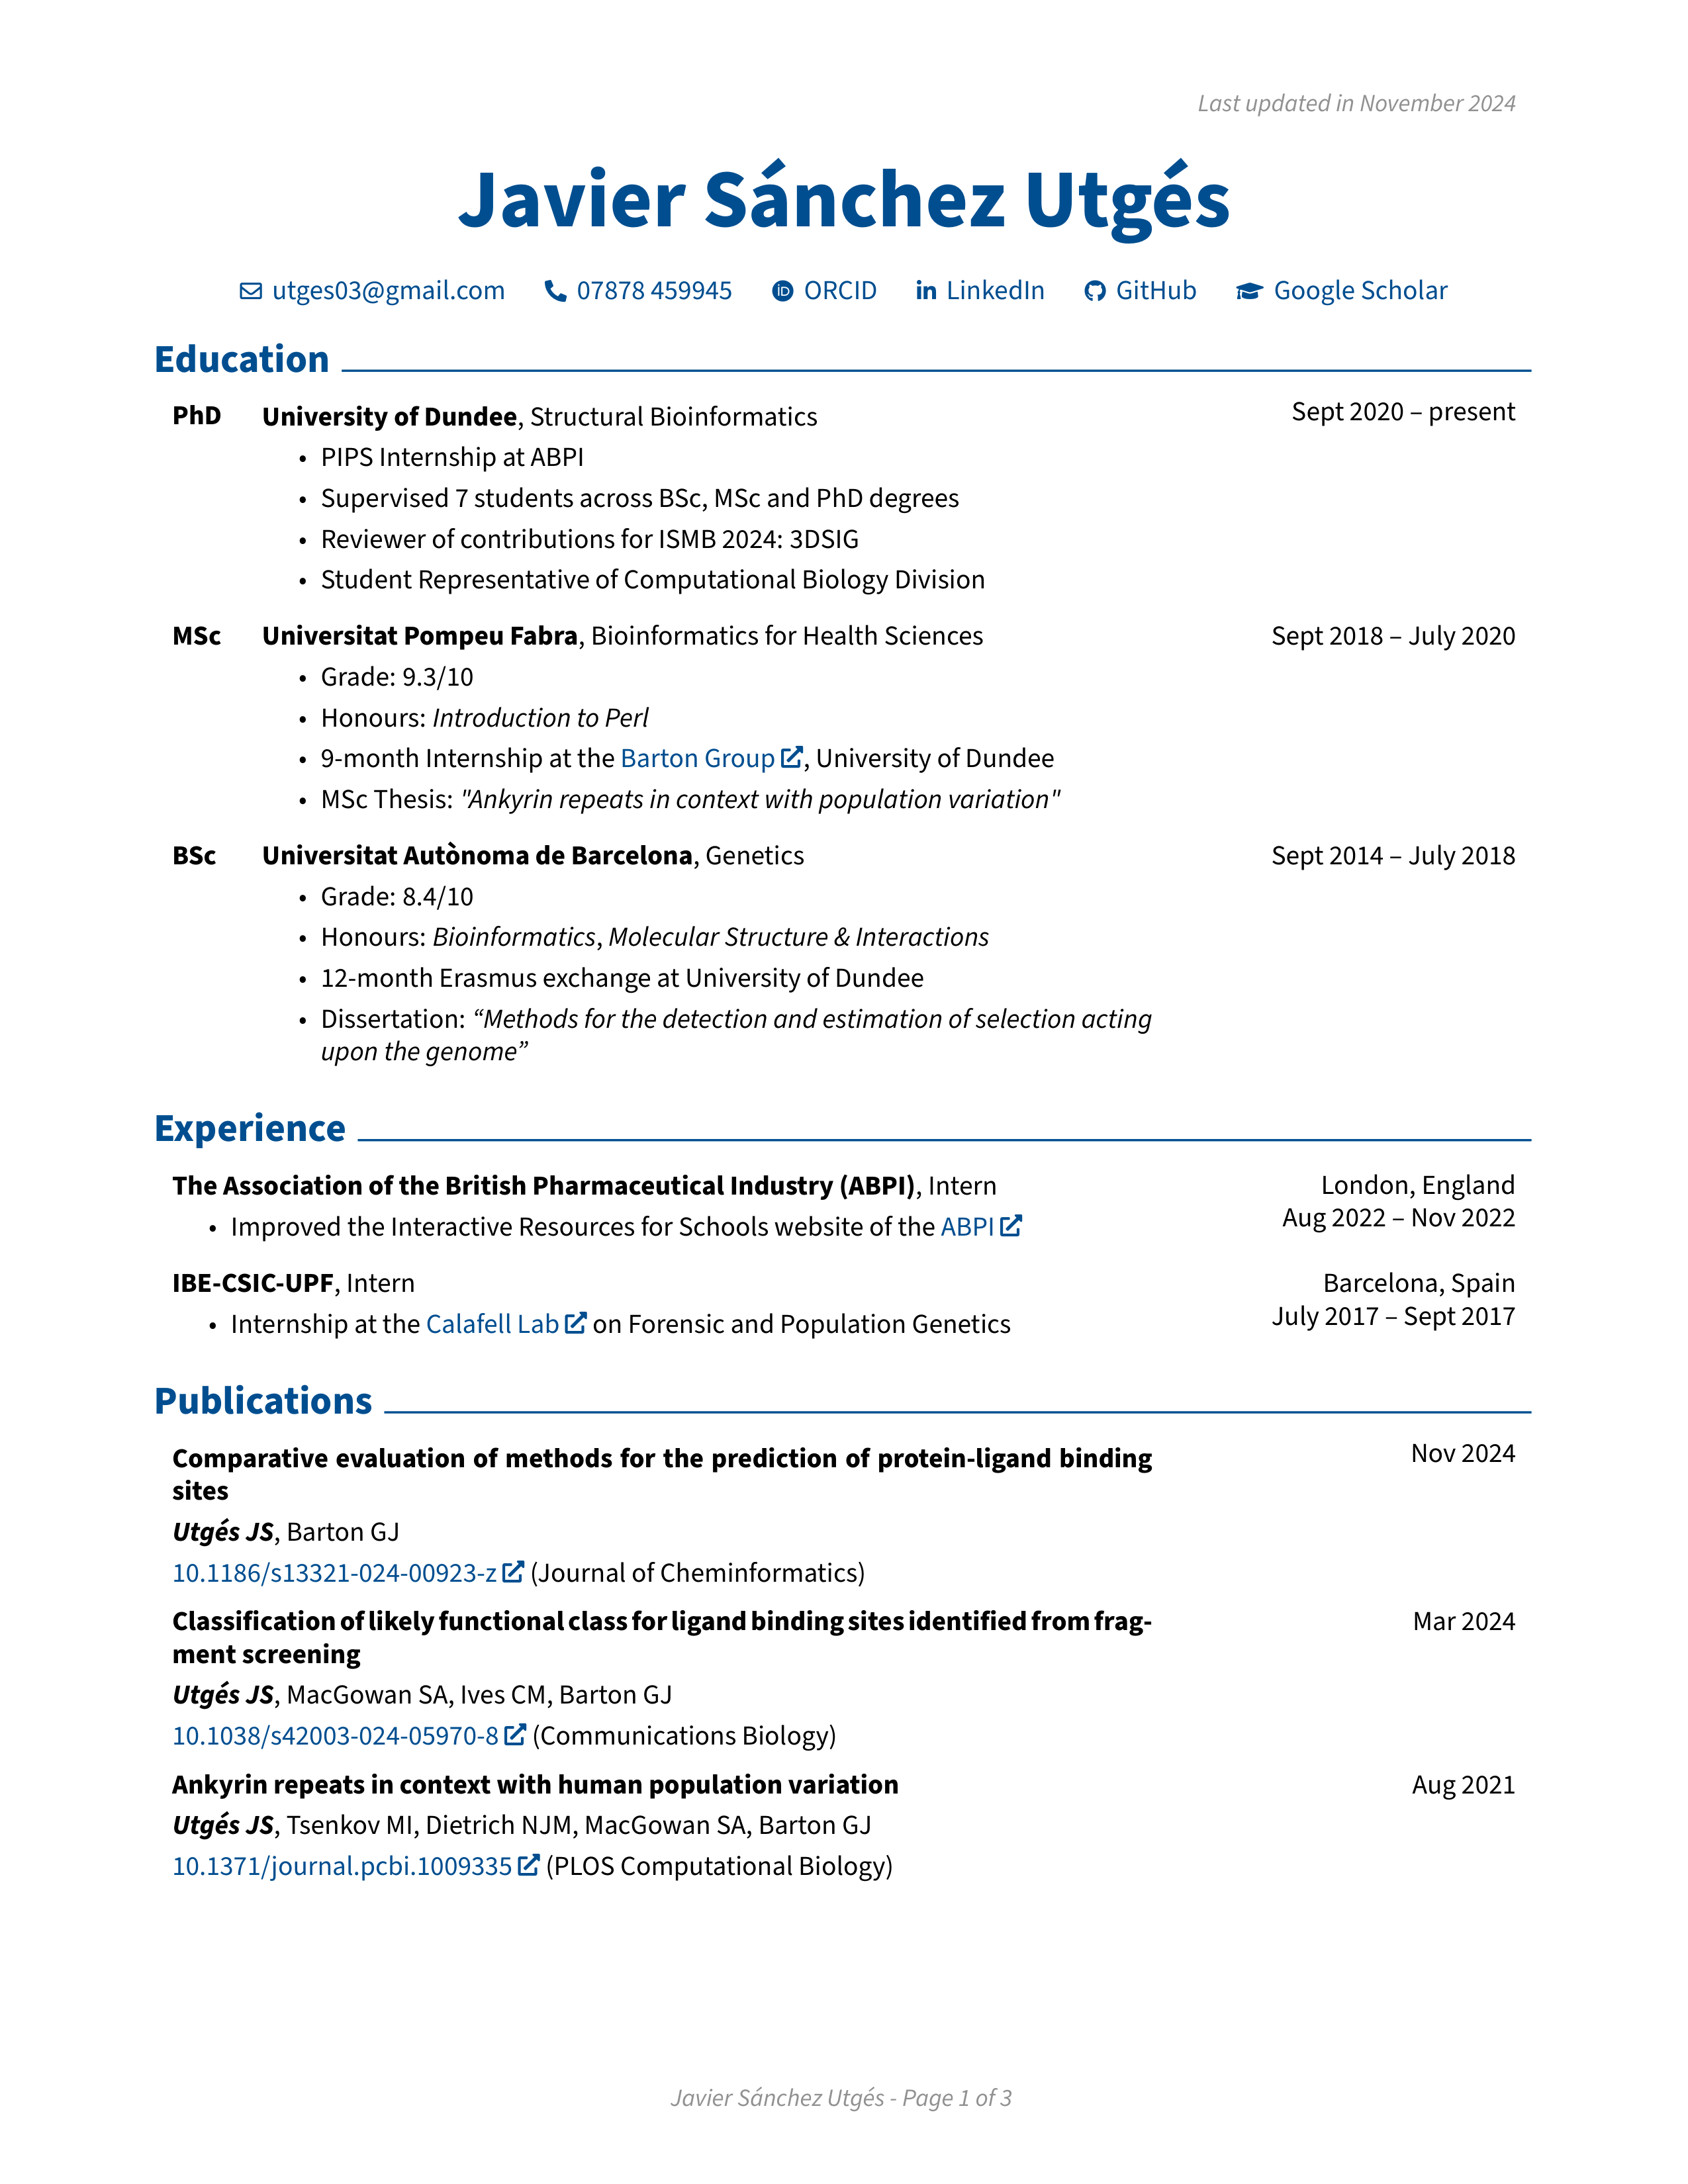 Last updated in November 2024
Javier Sánchez Utgés
utges03@gmail.com 07878 459945 ORCID LinkedIn GitHub Google Scholar
Education
PhD University of Dundee, Structural Bioinformatics Sept 2020 – present
• PIPS Internship at ABPI
• Supervised 7 students across BSc, MSc and PhD degrees
• Reviewer of contributions for ISMB 2024: 3DSIG
• Student Representative of Computational Biology Division
MSc Universitat Pompeu Fabra, Bioinformatics for Health Sciences Sept 2018 – July 2020
• Grade: 9.3/10
• Honours: Introduction to Perl
• 9-month Internship at the Barton Group, University of Dundee
• MSc Thesis: "Ankyrin repeats in context with population variation"
BSc Universitat Autònoma de Barcelona, Genetics Sept 2014 – July 2018
• Grade: 8.4/10
• Honours: Bioinformatics, Molecular Structure & Interactions
• 12-month Erasmus exchange at University of Dundee
• Dissertation: “Methods for the detection and estimation of selection acting
upon the genome”
Experience
The Association of the British Pharmaceutical Industry (ABPI), Intern London, England
• Improved the Interactive Resources for Schools website of the ABPI Aug 2022 – Nov 2022
IBE-CSIC-UPF, Intern Barcelona, Spain
• Internship at the Calafell Lab on Forensic and Population Genetics July 2017 – Sept 2017
Publications
Comparative evaluation of methods for the prediction of protein-ligand binding Nov 2024
sites
Utgés JS, Barton GJ
10.1186/s13321-024-00923-z (Journal of Cheminformatics)
Classification of likely functional class for ligand binding sites identified from frag- Mar 2024
ment screening
Utgés JS, MacGowan SA, Ives CM, Barton GJ
10.1038/s42003-024-05970-8 (Communications Biology)
Ankyrin repeats in context with human population variation Aug 2021
Utgés JS, Tsenkov MI, Dietrich NJM, MacGowan SA, Barton GJ
10.1371/journal.pcbi.1009335 (PLOS Computational Biology)
Javier Sánchez Utgés - Page 1 of 3